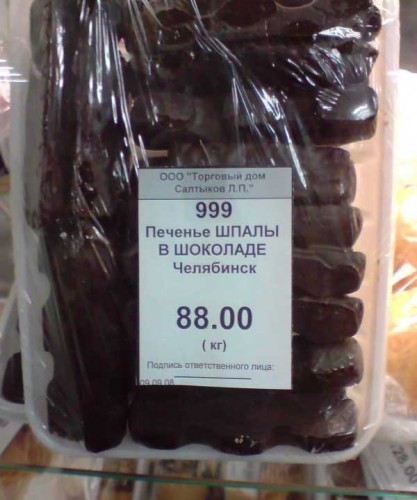 ООО "Торговый дом
Салтыков Л.П."
999
Печенье ШПАЛЫ
В ШОКОЛАДЕ
Челябинск
88.00
( кг)
Подпись ответственного лица:
09.09.08